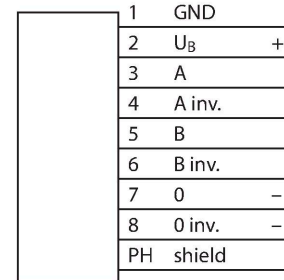 1 GND
2 U_B +
3 A
4 A inv.
5 B
6 B inv.
7 0 –
8 0 inv. –
PH shield